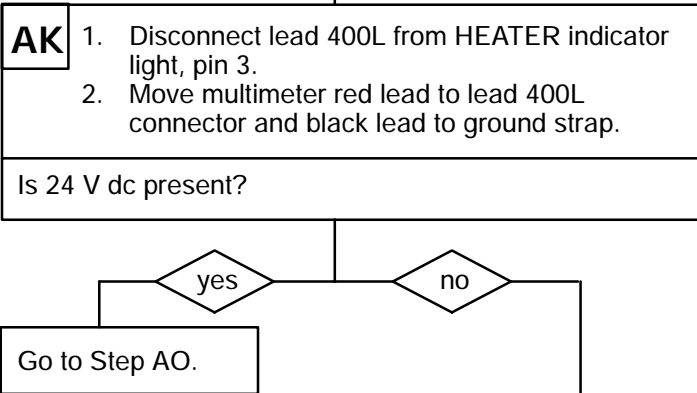 AK 1. Disconnect lead 400L from HEATER indicator
light, pin 3.
2. Move multimeter red lead to lead 400L
connector and black lead to ground strap.
Is 24 V dc present?
yes no
Go to Step AO.